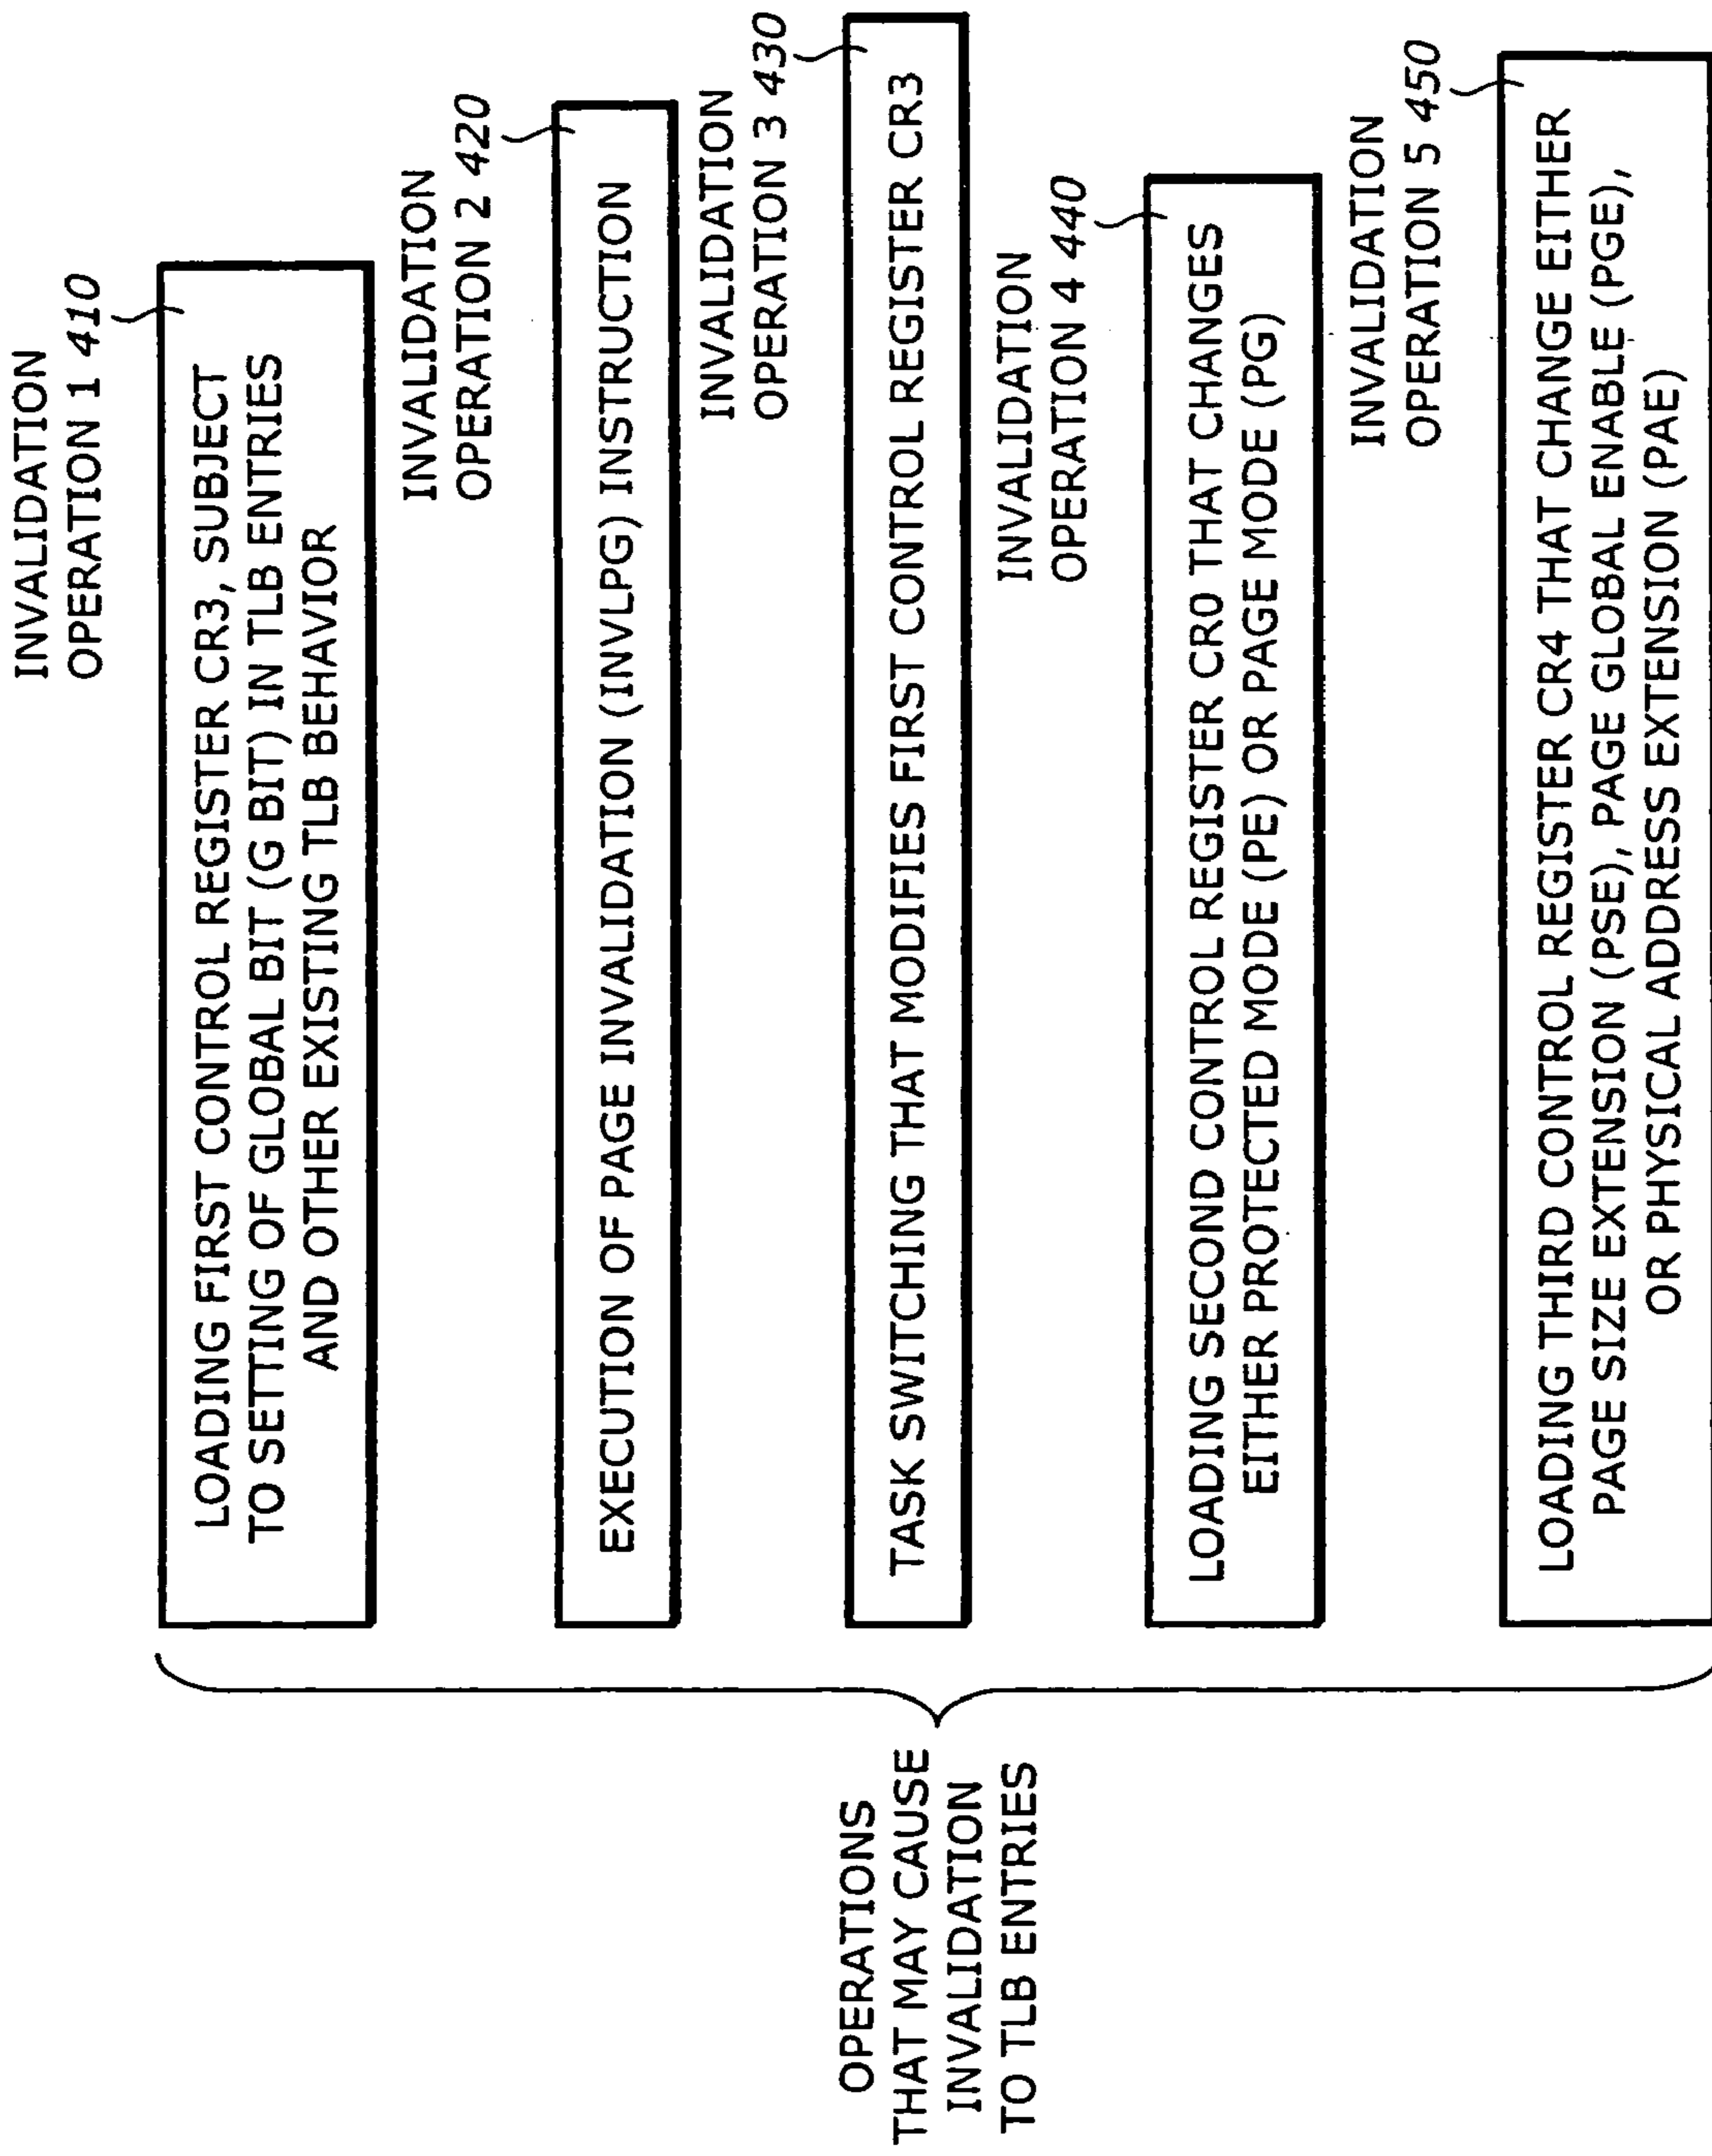 OPERATIONS
THAT MAY CAUSE
INVALIDATION
TO TLB ENTRIES
INVALIDATION
OPERATION 1 410
LOADING FIRST CONTROL REGISTER CR3, SUBJECT
TO SETTING OF GLOBAL BIT (G BIT) IN TLB ENTRIES
AND OTHER EXISTING TLB BEHAVIOR
INVALIDATION
OPERATION 2 420
EXECUTION OF PAGE INVALIDATION (INVLPG) INSTRUCTION
INVALIDATION
OPERATION 3 430
TASK SWITCHING THAT MODIFIES FIRST CONTROL REGISTER CR3
INVALIDATION
OPERATION 4 440
LOADING SECOND CONTROL REGISTER CR0 THAT CHANGES
EITHER PROTECTED MODE (PE) OR PAGE MODE (PG)
INVALIDATION
OPERATION 5 450
LOADING THIRD CONTROL REGISTER CR4 THAT CHANGE EITHER
PAGE SIZE EXTENSION (PSE), PAGE GLOBAL ENABLE (PGE),
OR PHYSICAL ADDRESS EXTENSION (PAE)